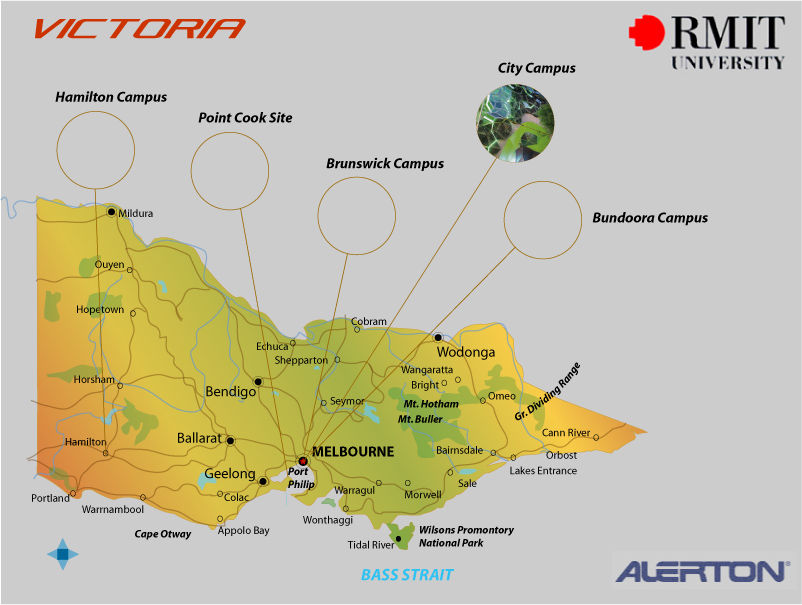 VICTORIA
RMIT
UNIVERSITY
City Campus
Hamilton Campus
Point Cook Site
Brunswick Campus
Bundoora Campus
Mildura
Ouyen
Hopetown
Cobram
Echuca
Shepparton
Wodonga
Wangaratta
Bright
Horsham
Bendigo
Omeo
Gr. Dividing Range
Seymor
Mt. Hotham
Mt. Buller
Cann River
Hamilton
Ballarat
MELBOURNE
Bairnsdale
Orbost
Port
Philip
Geelong
Lakes Entrance
Sale
Portland
Warrnambool
Colac
Warragul
Morwell
Wonthaggi
Cape Otway
Appolo Bay
Wilsons Promontory
National Park
Tidal River
BASS STRAIT
ALERTON®